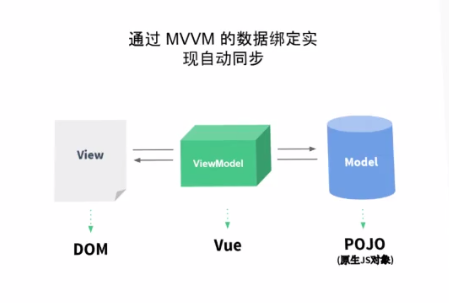 通过 MVVM 的数据绑定实
现自动同步
View
ViewModel
Model
DOM
Vue
POJO
(原生JS对象)